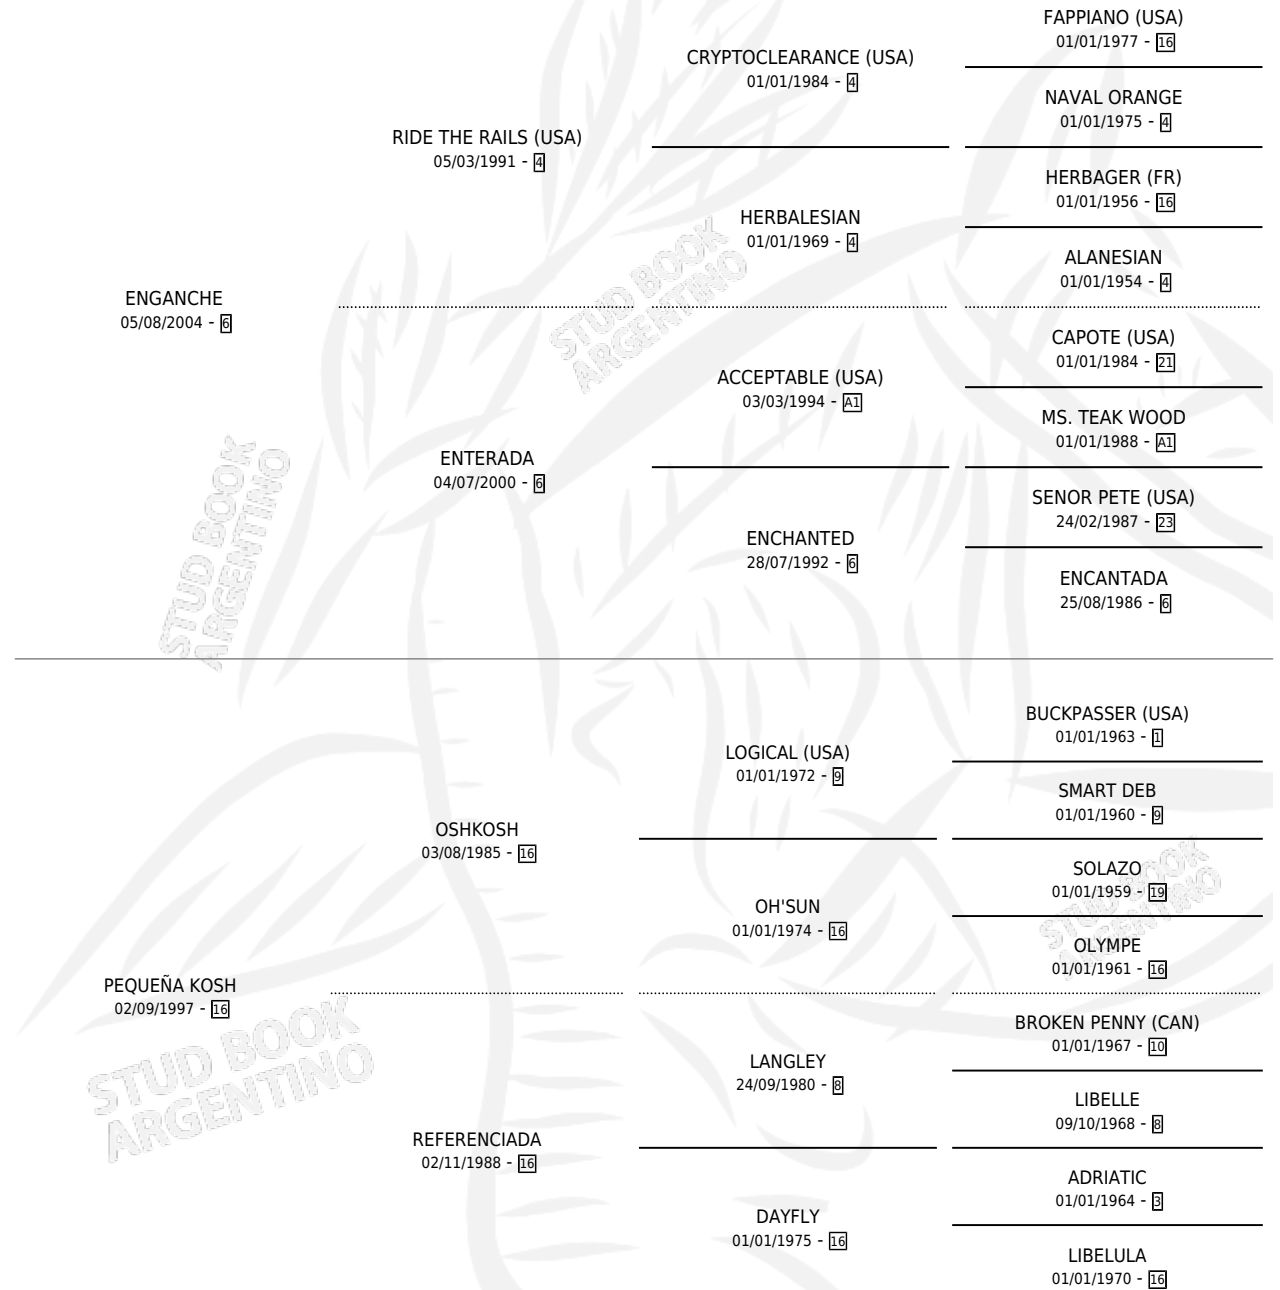 FAPPIANO (USA)
01/01/1977 - 16
CRYPTOCLEARANCE (USA)
01/01/1984 - 4
NAVAL ORANGE
01/01/1975 - 4
RIDE THE RAILS (USA)
05/03/1991 - 4
HERBAGER (FR)
01/01/1956 - 16
HERBALESIAN
01/01/1969 - 4
ALANESIAN
01/01/1954 - 4
STUD BOOK
ARGENTINO
ENGANCHE
05/08/2004 - 6
CAPOTE (USA)
01/01/1984 - 21
ACCEPTABLE (USA)
03/03/1994 - A1
MS. TEAK WOOD
01/01/1988 - A1
ENTERADA
04/07/2000 - 6
SENOR PETE (USA)
24/02/1987 - 23
ENCHANTED
28/07/1992 - 6
ENCANTADA
25/08/1986 - 6
STUD BOOK
ARGENTINO
BUCKPASSER (USA)
01/01/1963 - 1
LOGICAL (USA)
01/01/1972 - 9
SMART DEB
01/01/1960 - 9
OSHKOSH
03/08/1985 - 16
SOLAZO
01/01/1959 - 19
OH'SUN
01/01/1974 - 16
OLYMPE
01/01/1961 - 16
STUD BOOK
ARGENTINO
PEQUEÑA KOSH
02/09/1997 - 16
BROKEN PENNY (CAN)
01/01/1967 - 10
LANGLEY
24/09/1980 - 8
LIBELLE
09/10/1968 - 8
STUD BOOK
ARGENTINO
REFERENCIADA
02/11/1988 - 16
ADRIATIC
01/01/1964 - 3
DAYFLY
01/01/1975 - 16
LIBELULA
01/01/1970 - 16